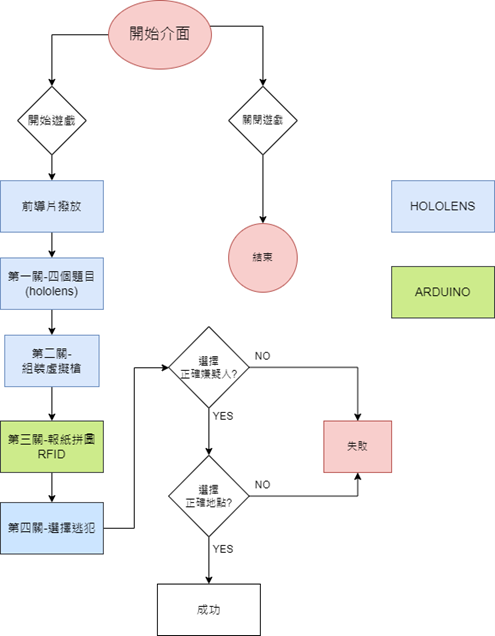 開始介面
開始遊戲
關閉遊戲
前導片撥放
HOLOLENS
第一關-四個題目
(hololens)
結束
ARDUINO
第二關-
組裝虛擬槍
選擇
正確嫌疑人?
NO
YES
第三關-報紙拼圖
RFID
失敗
選擇
正確地點?
NO
第四關-選擇逃犯
YES
成功